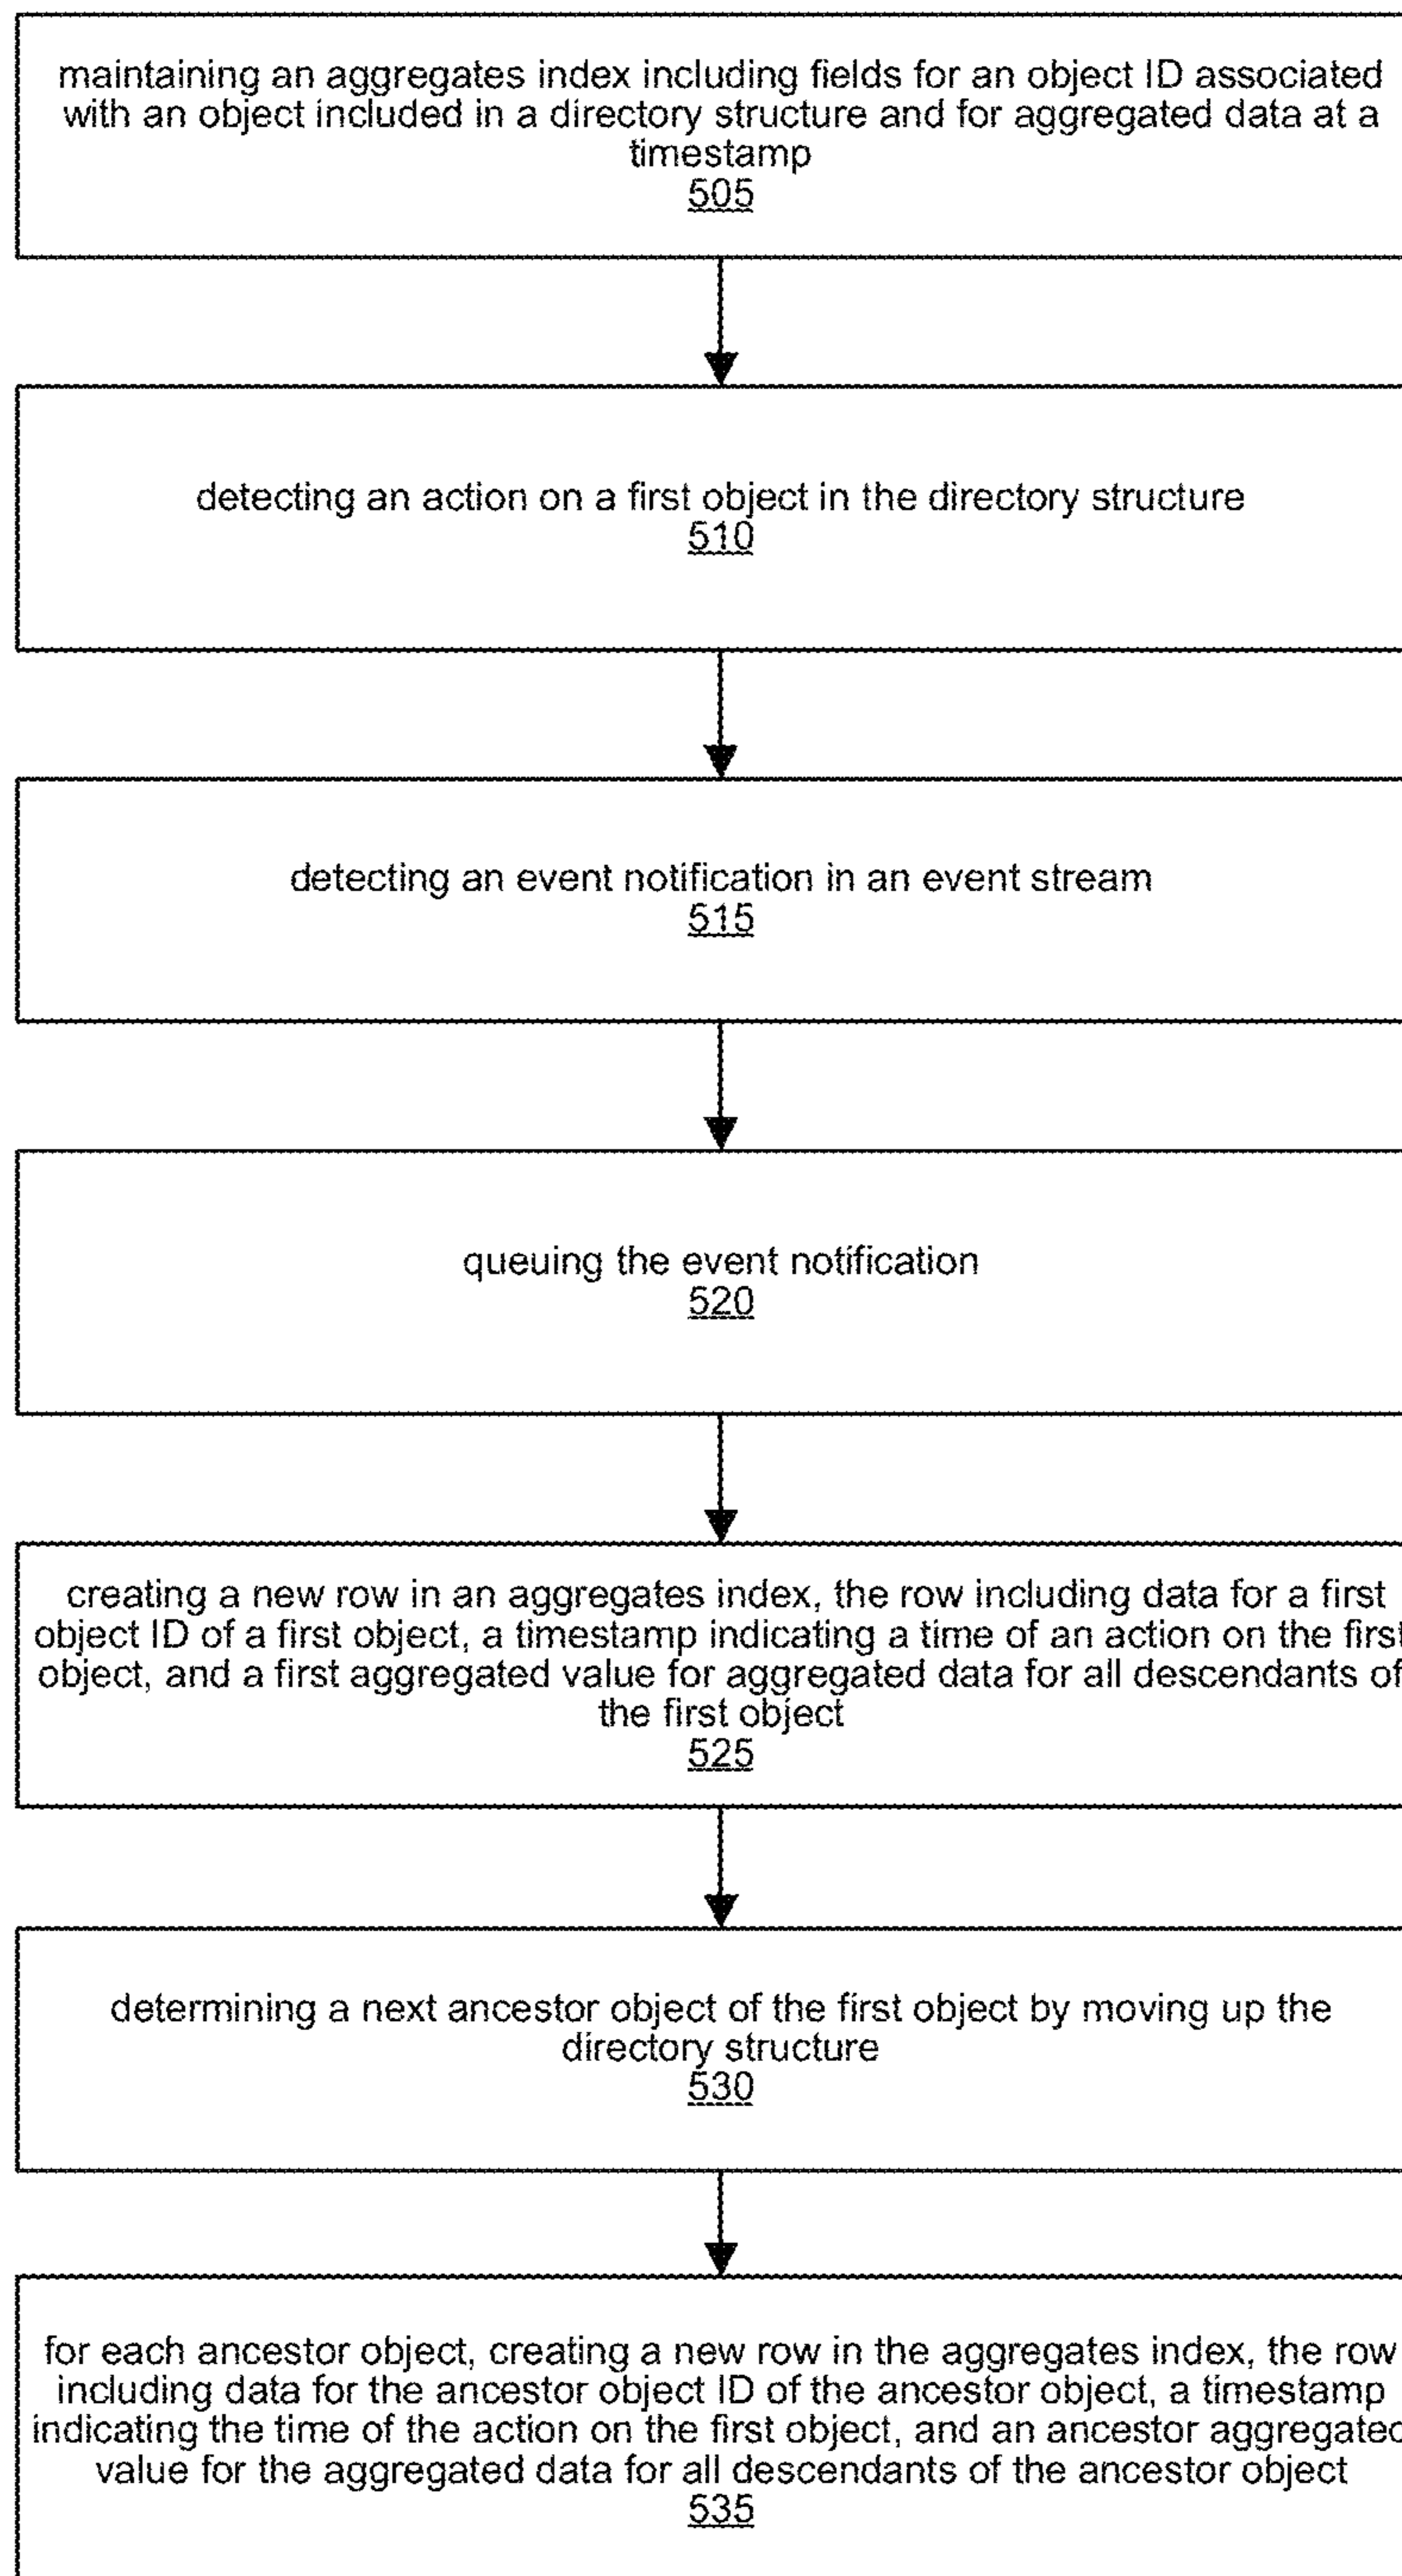 maintaining an aggregates index including fields for an object ID associated
with an object included in a directory structure and for aggregated data at a
timestamp
505
detecting an action on a first object in the directory structure
510
detecting an event notification in an event stream
515
queuing the event notification
520
creating a new row in an aggregates index, the row including data for a first
object ID of a first object, a timestamp indicating a time of an action on the first
object, and a first aggregated value for aggregated data for all descendants of
the first object
525
determining a next ancestor object of the first object by moving up the
directory structure
530
for each ancestor object, creating a new row in the aggregates index, the row
including data for the ancestor object ID of the ancestor object, a timestamp
indicating the time of the action on the first object, and an ancestor aggregated
value for the aggregated data for all descendants of the ancestor object
535